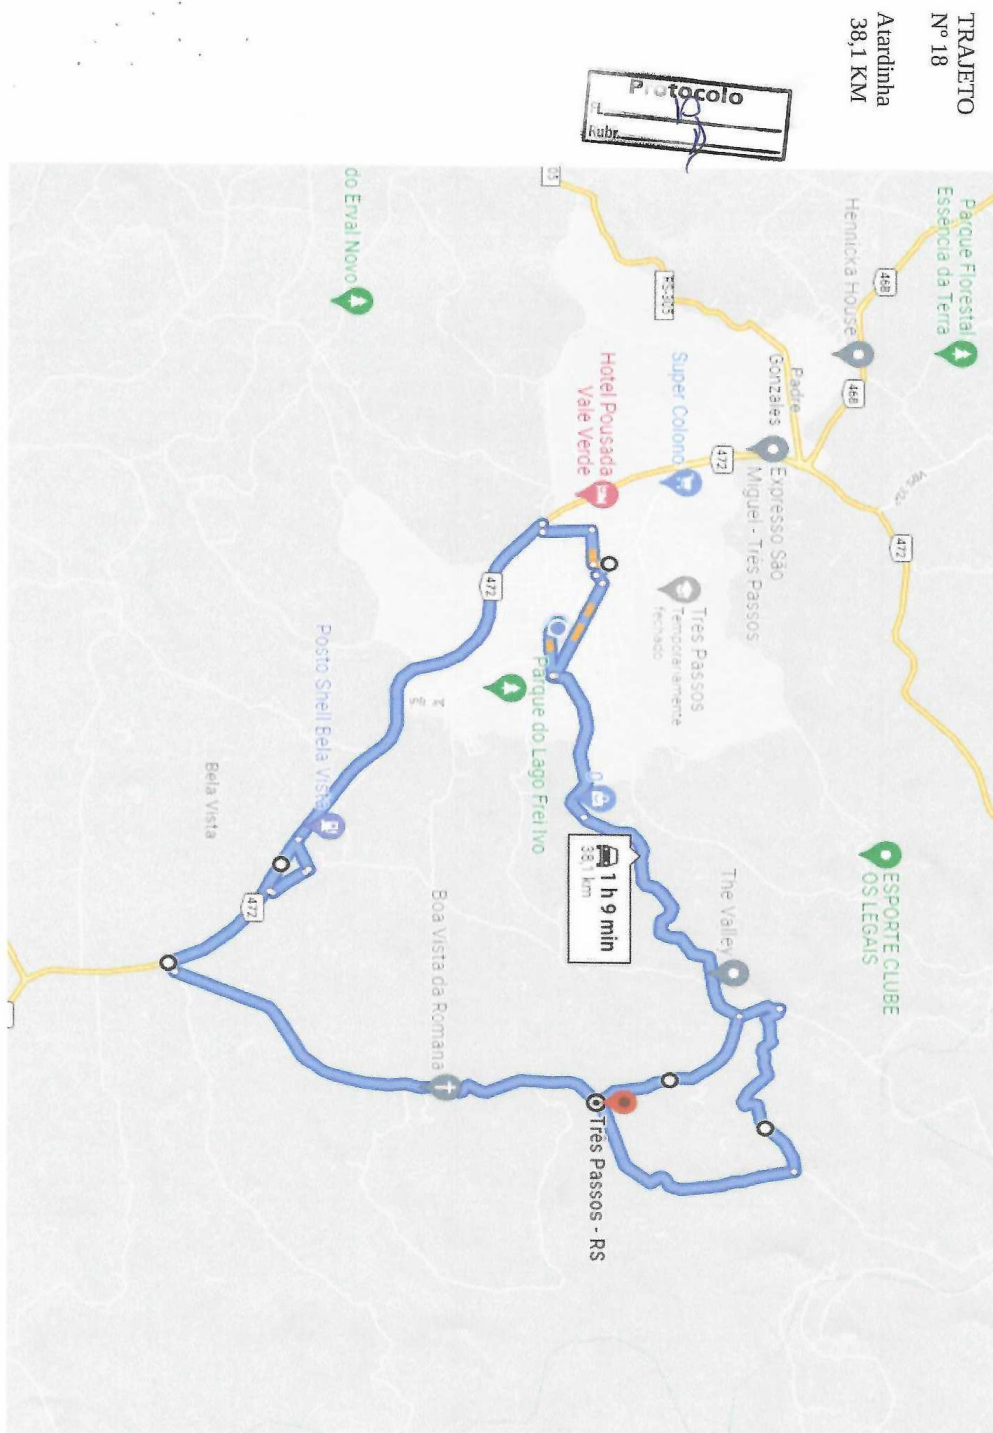 TRAJETO
Nº 18
Atardinha
38,1 KM
Protocolo
Fl.
Rubr.
Parque Florestal
Essência da Terra
Hennicka House
468
468
472
Padre
Gonzales
Expresso São
Miguel - Três Passos
472
RS-305
05
do Erval Novo
Super Colono
Hotel Pousada
Vale Verde
Três Passos
Temporariamente
fechado
472
Parque do Lago Frei Ivo
Posto Shell Bela Vista
Bela Vista
472
1 h 9 min
38,1 km
The Valley
ESPORTE CLUBE
OS LEGAIS
Boa Vista da Romana
Três Passos - RS